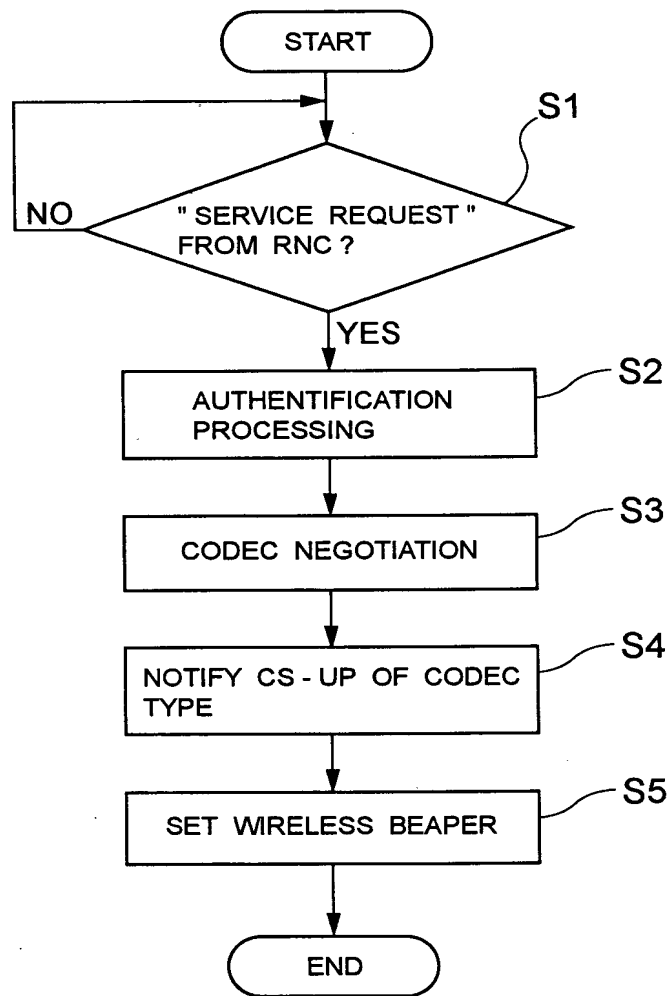 START
S1
" SERVICE REQUEST "
FROM RNC ?
NO
YES
S2
AUTHENTIFICATION
PROCESSING
S3
CODEC NEGOTIATION
S4
NOTIFY CS - UP OF CODEC
TYPE
S5
SET WIRELESS BEAPER
END